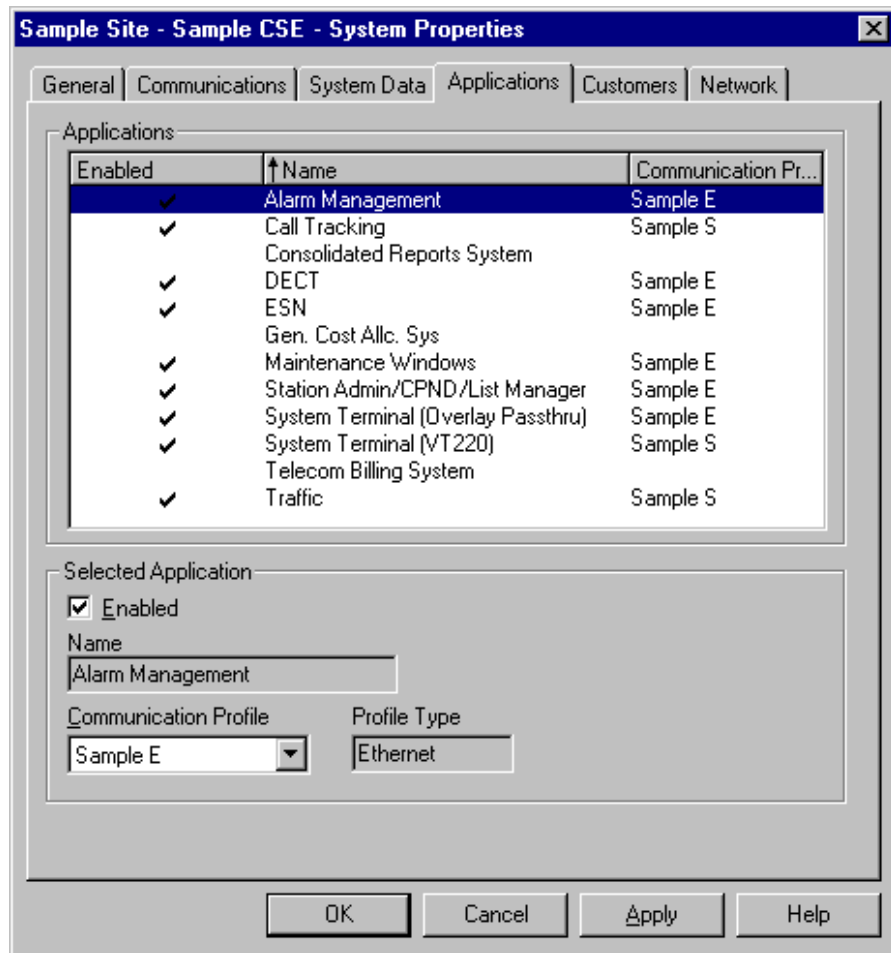 Sample Site - Sample CSE - System Properties
General Communications System Data Applications Customers Network
Applications
Enabled Name Communication Pr...
Alarm Management Sample E
Call Tracking Sample S
Consolidated Reports System
DECT Sample E
ESN Sample E
Gen. Cost Allc. Sys
Maintenance Windows Sample E
Station Admin/CPND/List Manager Sample E
System Terminal (Overlay Passthru) Sample E
System Terminal (VT220) Sample S
Telecom Billing System
Traffic Sample S
Selected Application
Enabled
Name
Alarm Management
Communication Profile Profile Type
Sample E Ethernet
OK Cancel Apply Help